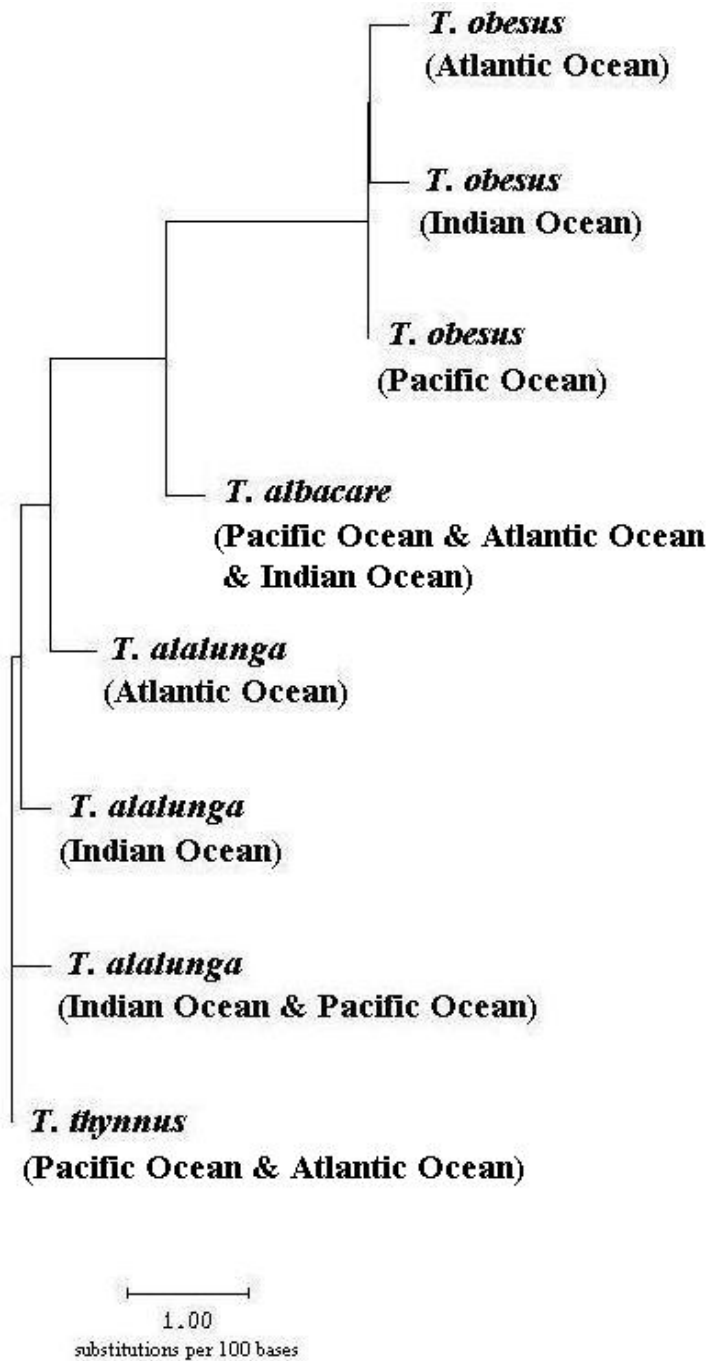 T. obesus
(Atlantic Ocean)
T. obesus
(Indian Ocean)
T. obesus
(Pacific Ocean)
T. albacare
(Pacific Ocean & Atlantic Ocean
& Indian Ocean)
T. alalunga
(Atlantic Ocean)
T. alalunga
(Indian Ocean)
T. alalunga
(Indian Ocean & Pacific Ocean)
T. thynnus
(Pacific Ocean & Atlantic Ocean)
1.00
substitutions per 100 bases